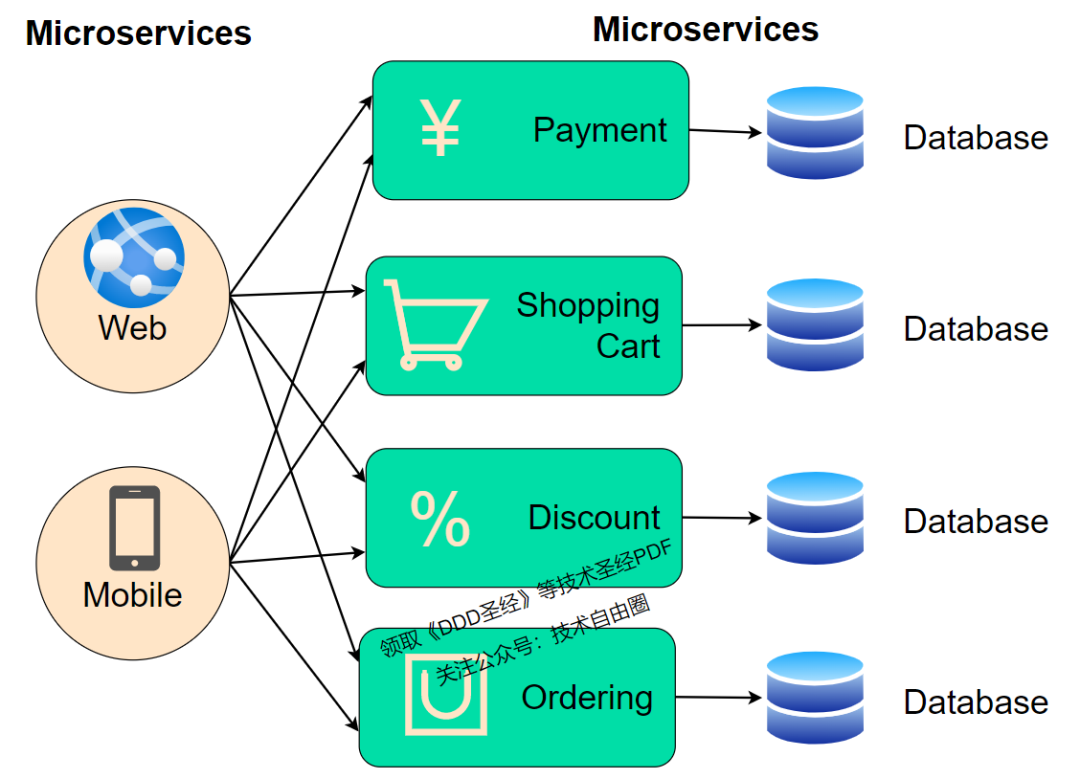 Microservices
Microservices
¥
Payment
Database
Web
Shopping
Cart
Database
Mobile
%
Discount
Database
领取《DDD圣经》等技术圣经PDF
关注公众号：技术自由圈
Ordering
Database